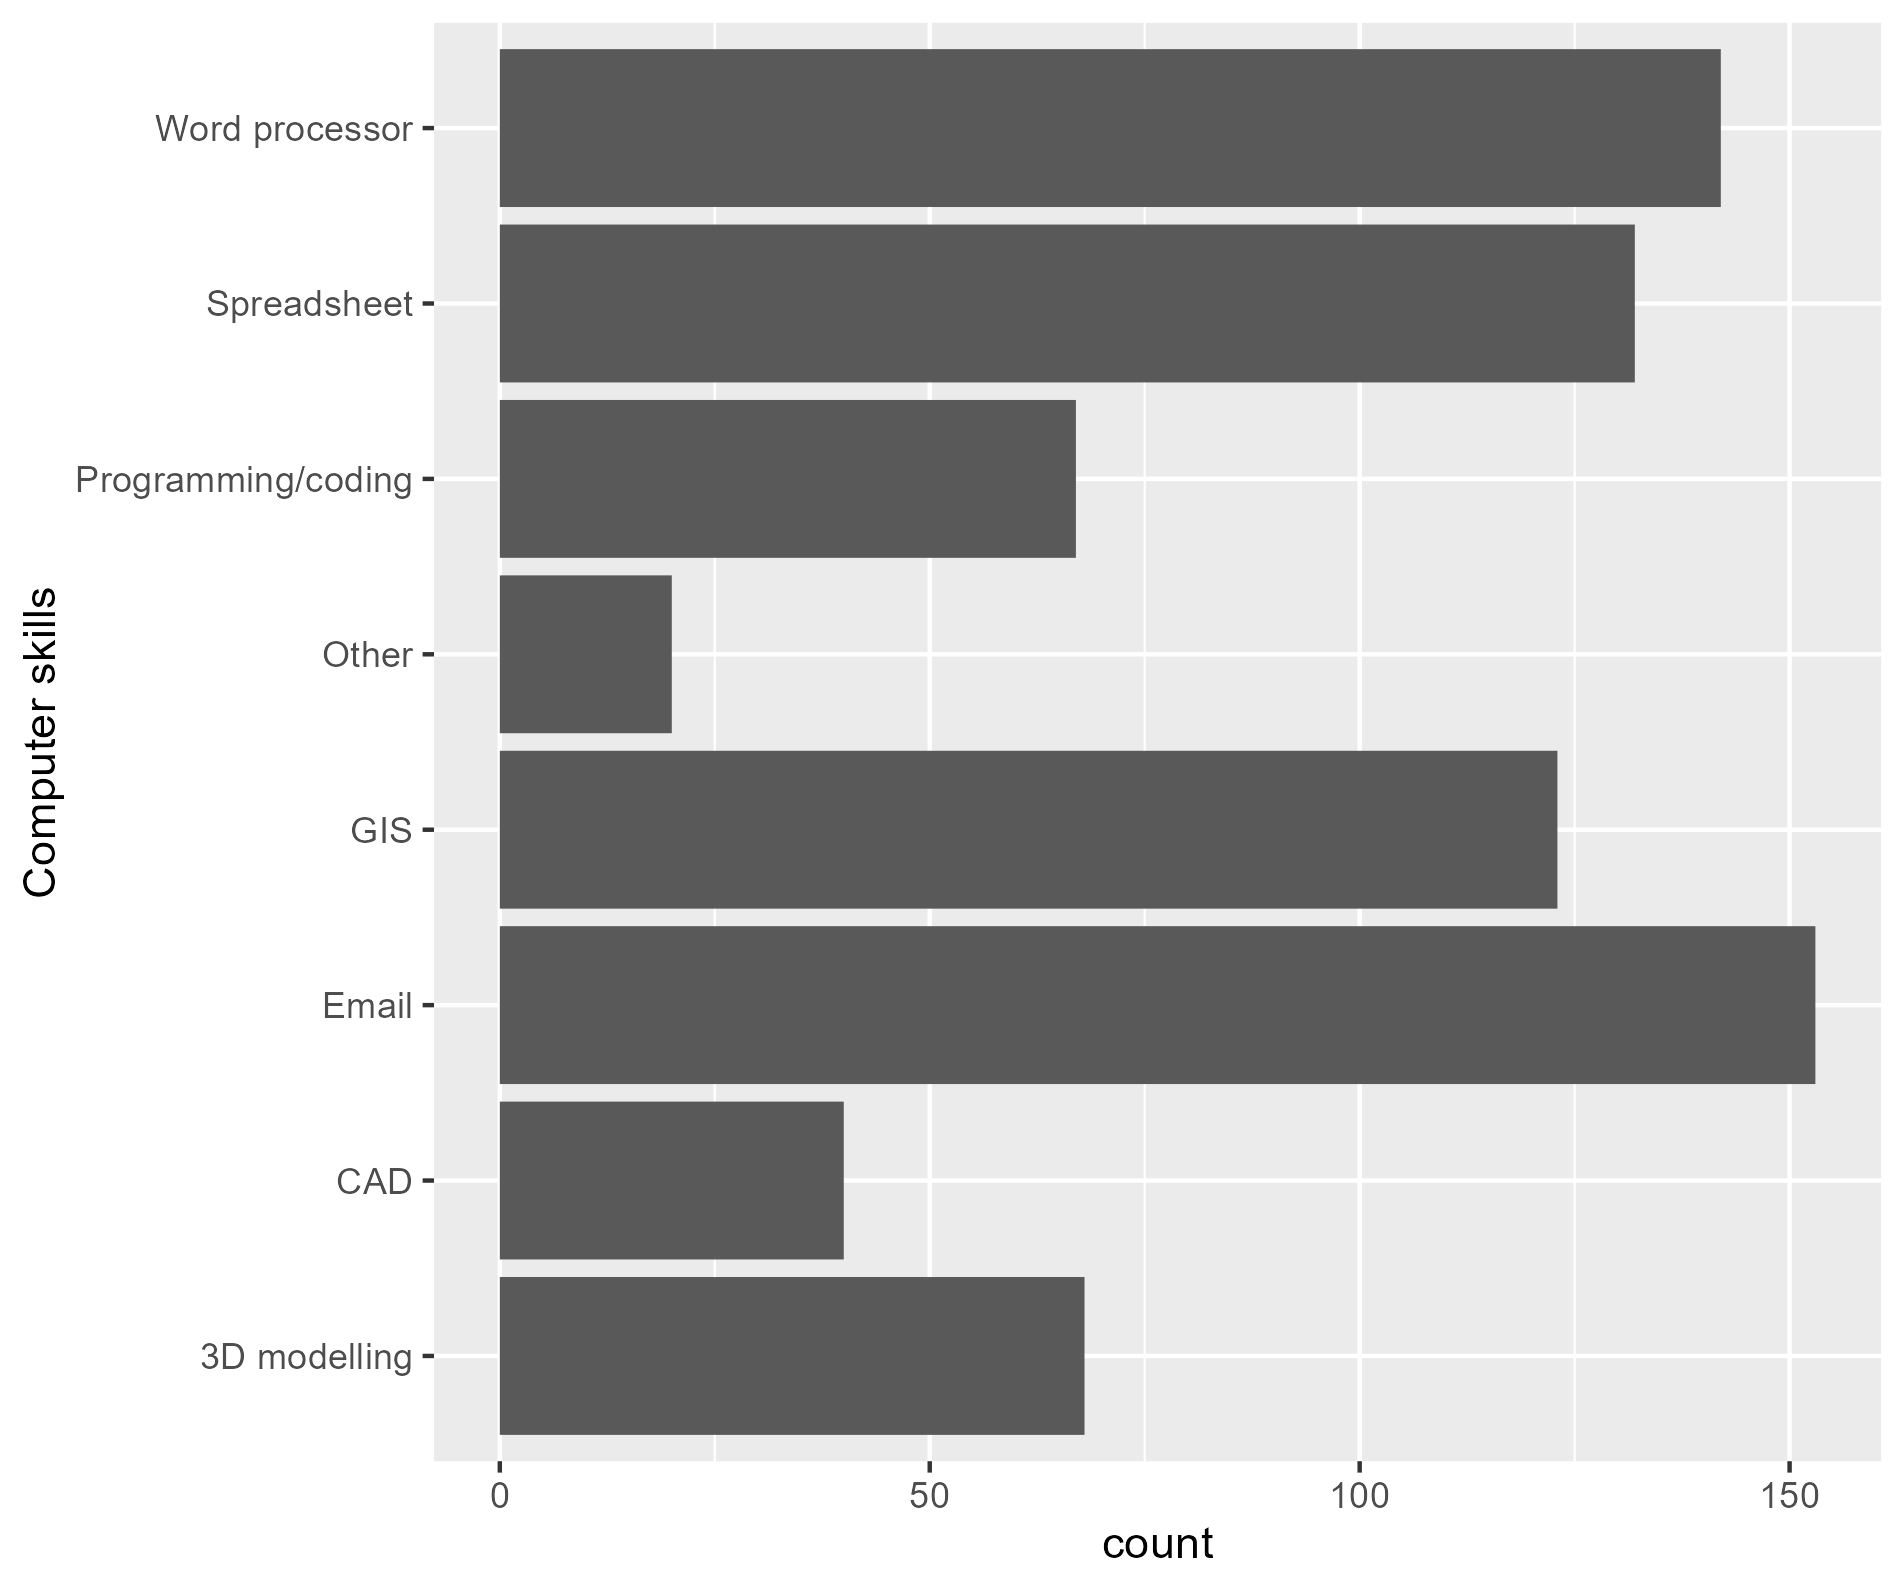 Word processor
Spreadsheet
Programming/coding
Other
GIS
Email
CAD
3D modelling
Computer skills
0 50 100 150
count